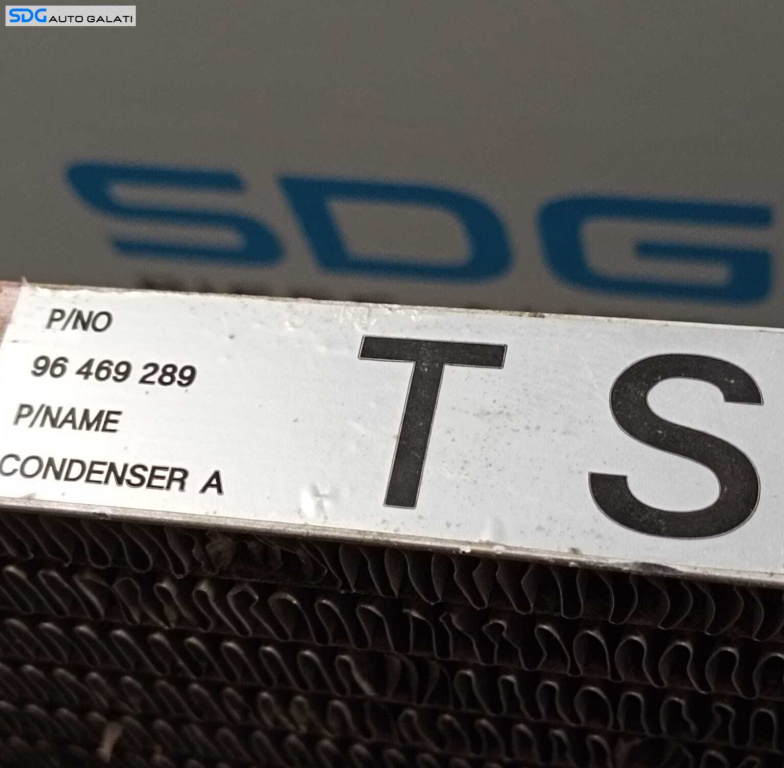 SDG AUTO GALATI
SDG
P/NO
96 469 289
P/NAME
CONDENSER A
T S